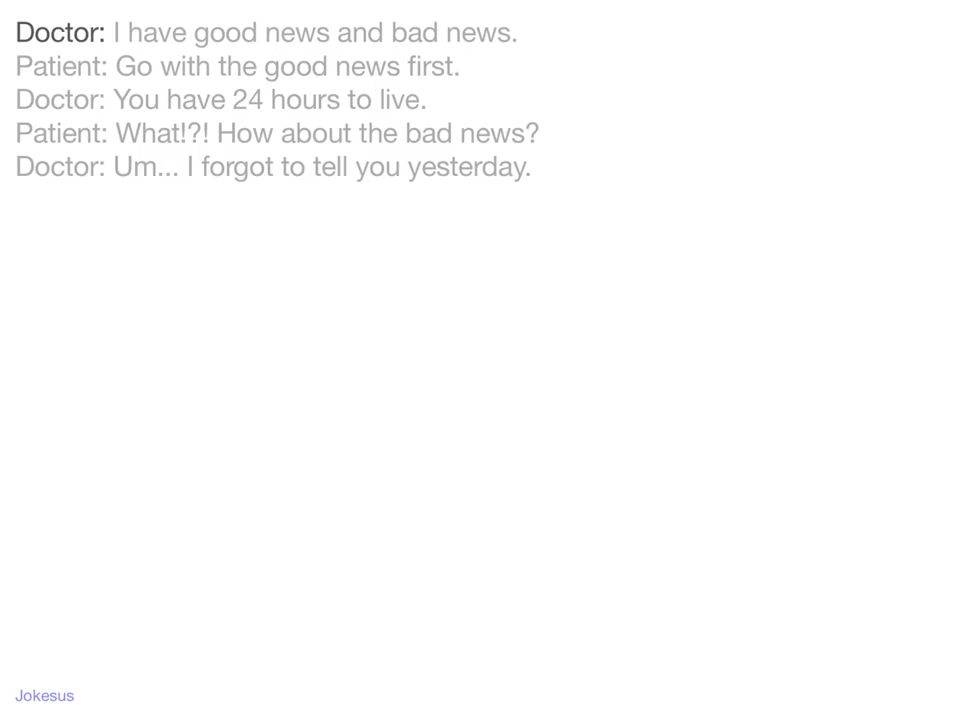 Doctor: I have good news and bad news.
Patient: Go with the good news first.
Doctor: You have 24 hours to live.
Patient: What!?! How about the bad news?
Doctor: Um... I forgot to tell you yesterday.
Jokesus